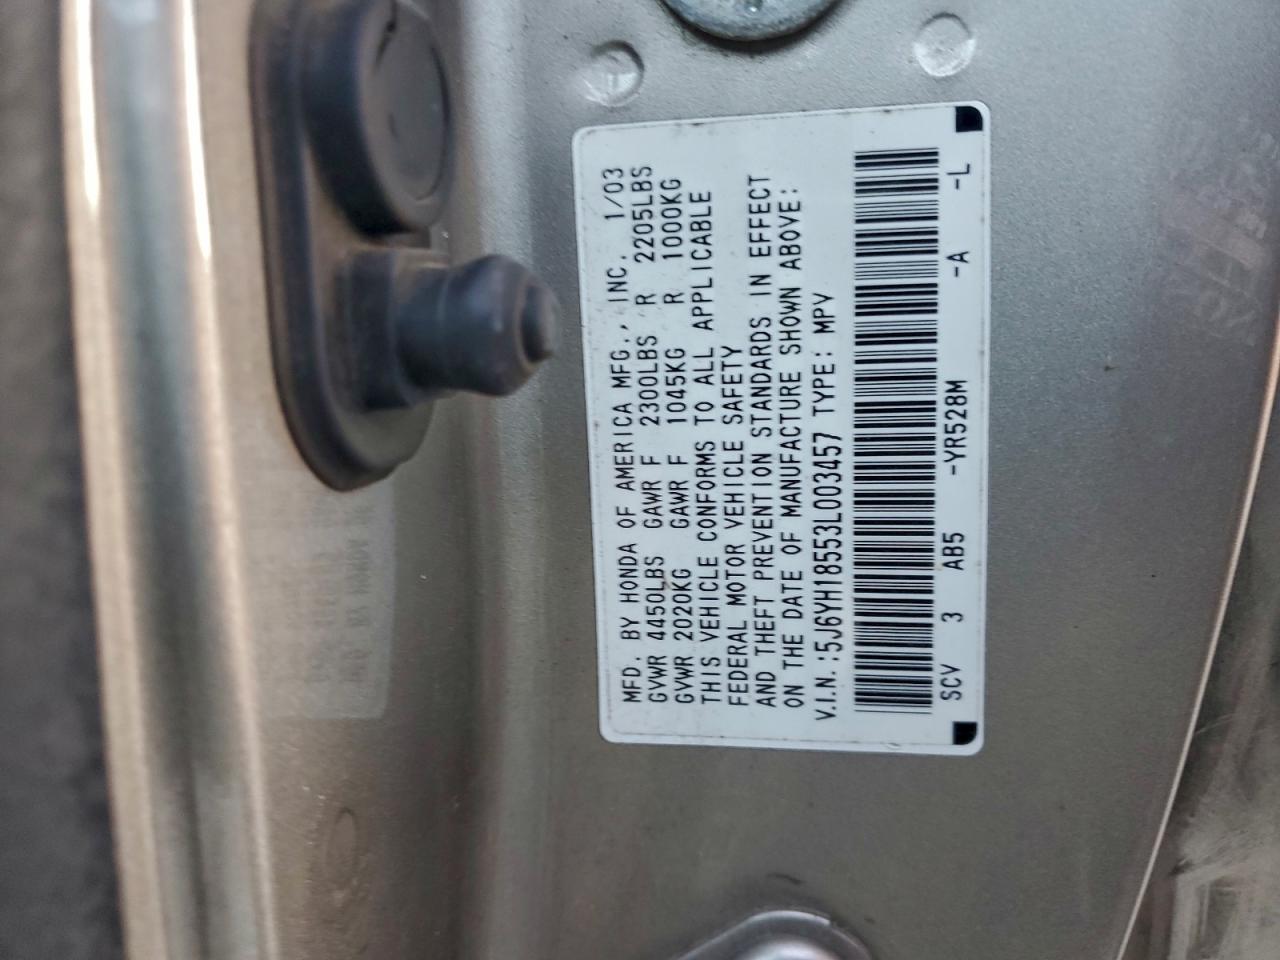 MFD. BY HONDA OF AMERICA MFG., INC. 1/03
GVWR 4450LBS GAWR F 2300LBS R 2205LBS
GVWR 2020KG GAWR F 1045KG R 1000KG
THIS VEHICLE CONFORMS TO ALL APPLICABLE
FEDERAL MOTOR VEHICLE SAFETY
AND THEFT PREVENTION STANDARDS IN EFFECT
ON THE DATE OF MANUFACTURE SHOWN ABOVE:
V.I.N.:5J6YH18553L003457 TYPE: MPV
SCV 3 AB5 -YR528M -A -L